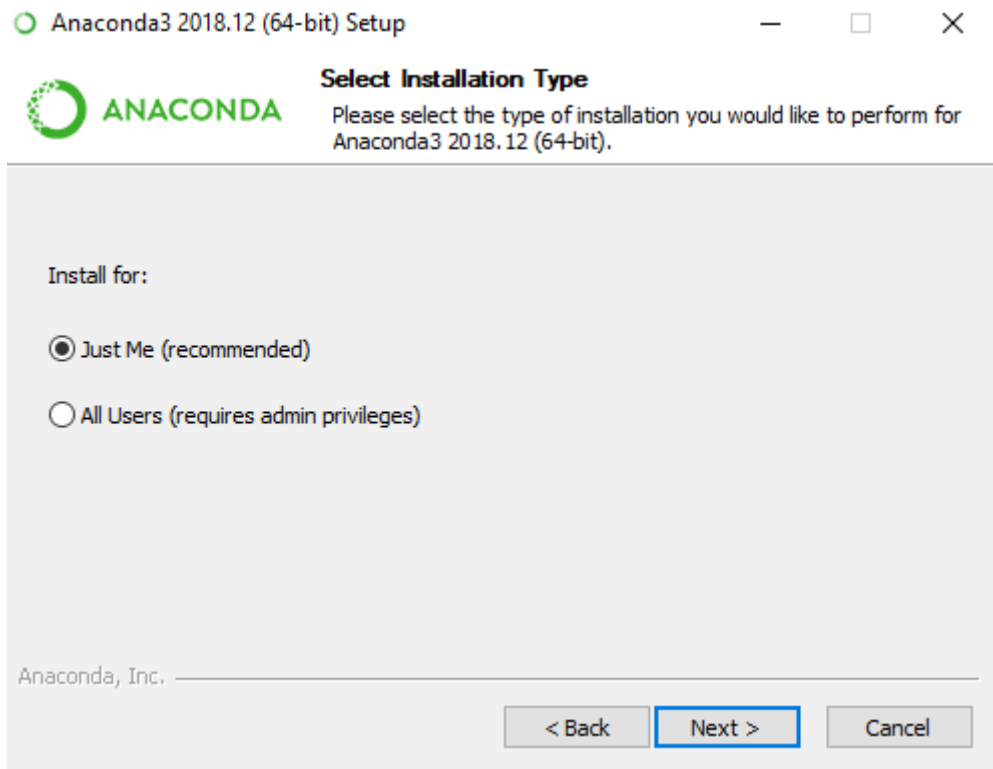 Anaconda3 2018.12 (64-bit) Setup
ANACONDA
Select Installation Type
Please select the type of installation you would like to perform for
Anaconda3 2018.12 (64-bit).
Install for:
Just Me (recommended)
All Users (requires admin privileges)
Anaconda, Inc.
< Back
Next >
Cancel